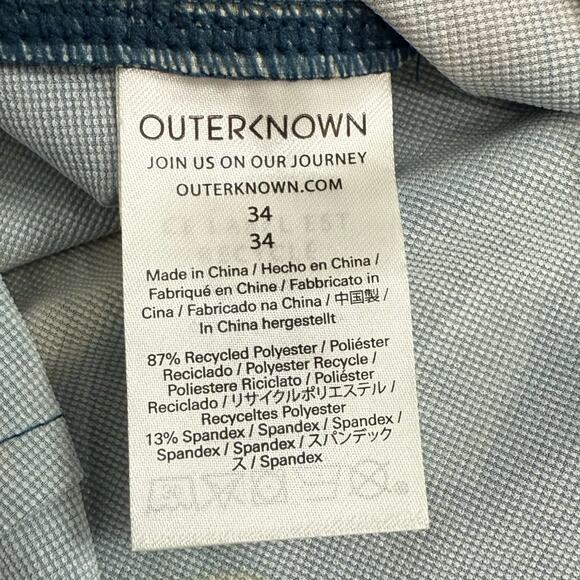 OUTERKNOWN
JOIN US ON OUR JOURNEY
OUTERKNOWN.COM
34
34
Made in China / Hecho en China /
Fabriqué en Chine / Fabbricato in
Cina / Fabricado na China / 中国製 /
In China hergestellt
87% Recycled Polyester / Poliéster
Reciclado / Polyester Recycle /
Poliestere Riciclato / Poliéster
Reciclado / リサイクルポリエステル /
Recyceltes Polyester
13% Spandex / Spandex / Spandex /
Spandex / Spandex / スパンデック
ス / Spandex